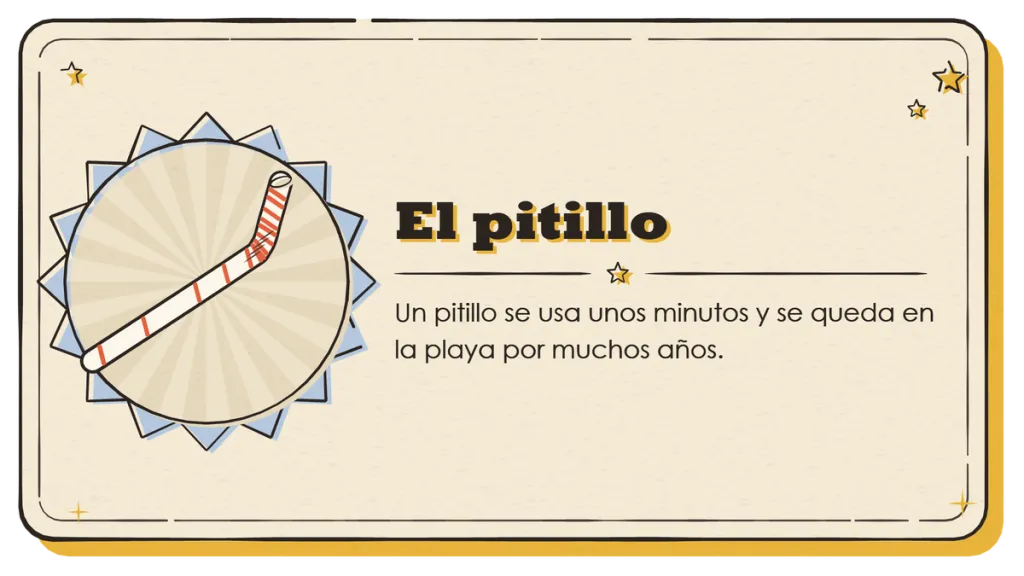 El pitillo
Un pitillo se usa unos minutos y se queda en
la playa por muchos años.